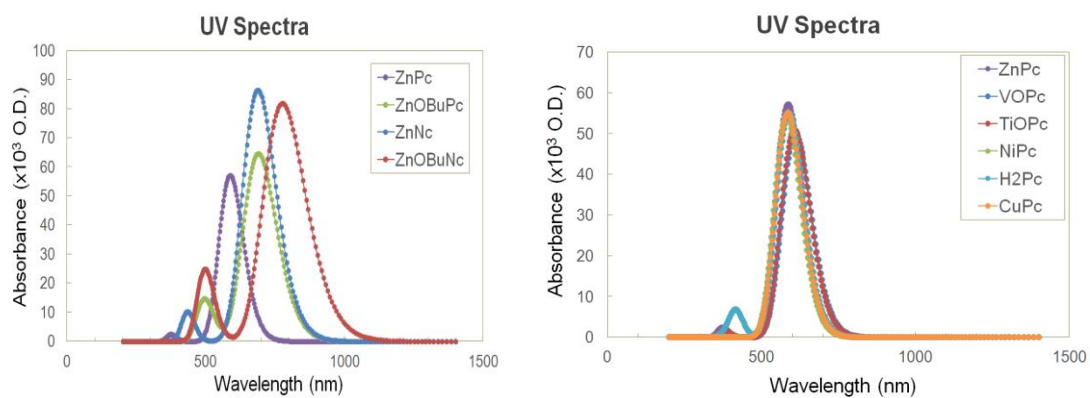 UV Spectra
100
90
80
70
60
50
40
30
20
10
0
Absorbance (x10³ O.D.)
ZnPc
ZnOBuPc
ZnNc
ZnOBuNc
0 500 1000 1500
Wavelength (nm)
UV Spectra
70
60
50
40
30
20
10
0
Absorbance (x10³ O.D.)
ZnPc
VOPc
TiOPc
NiPc
H2Pc
CuPc
0 500 1000 1500
Wavelength (nm)